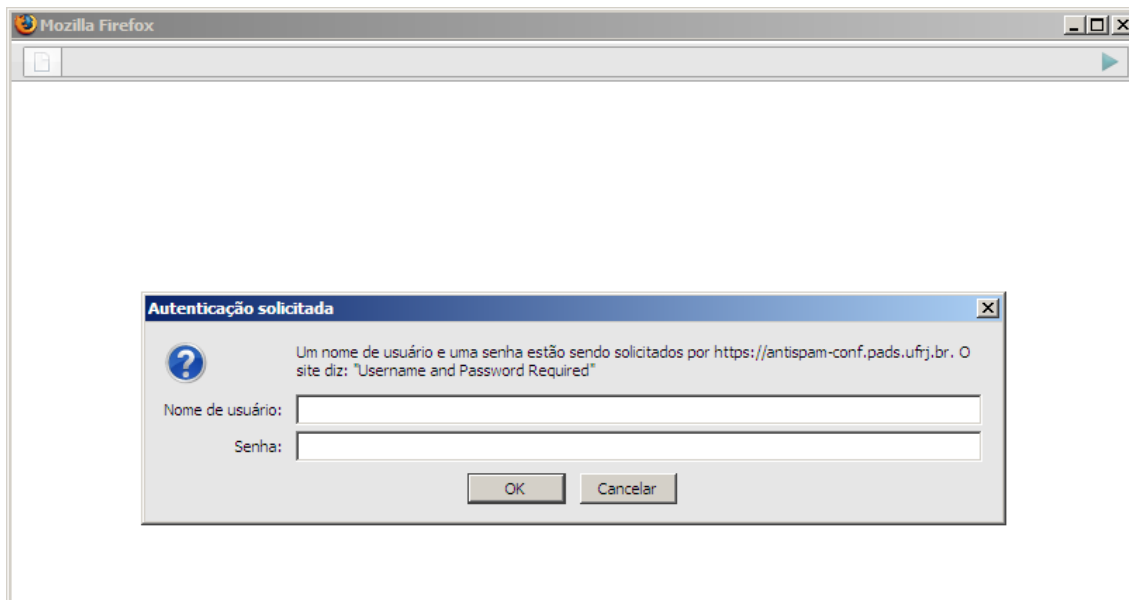 Mozilla Firefox
Autenticação solicitada
Um nome de usuário e uma senha estão sendo solicitados por https://antispam-conf.pads.ufrj.br. O
site diz: "Username and Password Required"
Nome de usuário:
Senha:
OK Cancelar